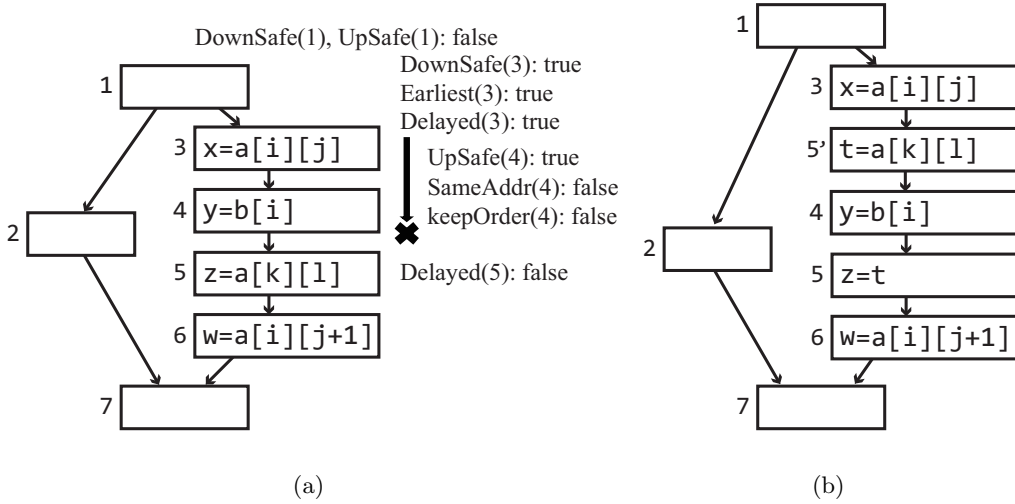 DownSafe(1), UpSafe(1): false
DownSafe(3): true
Earliest(3): true
Delayed(3): true
UpSafe(4): true
SameAddr(4): false
keepOrder(4): false
Delayed(5): false
1
3 x=a[i][j]
4 y=b[i]
2
5 z=a[k][l]
6 w=a[i][j+1]
7
(a)
1
3 x=a[i][j]
5' t=a[k][l]
4 y=b[i]
2
5 z=t
6 w=a[i][j+1]
7
(b)